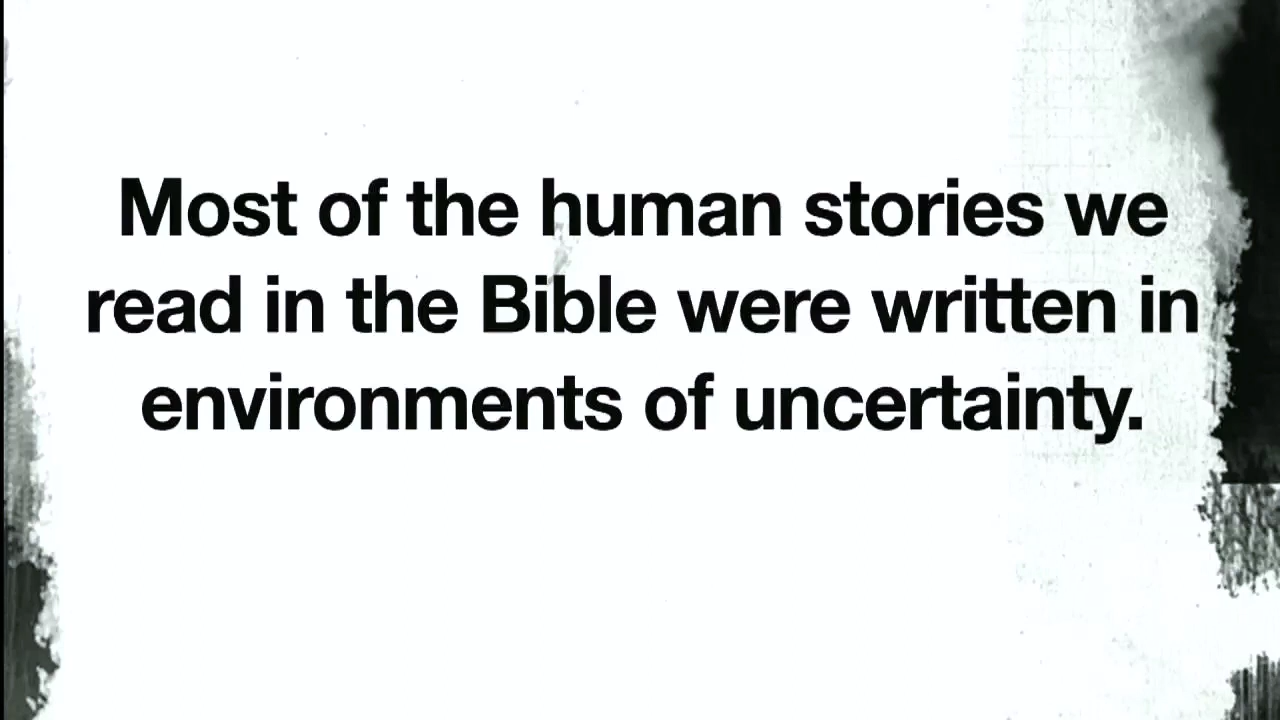 Most of the human stories we
read in the Bible were written in
environments of uncertainty.